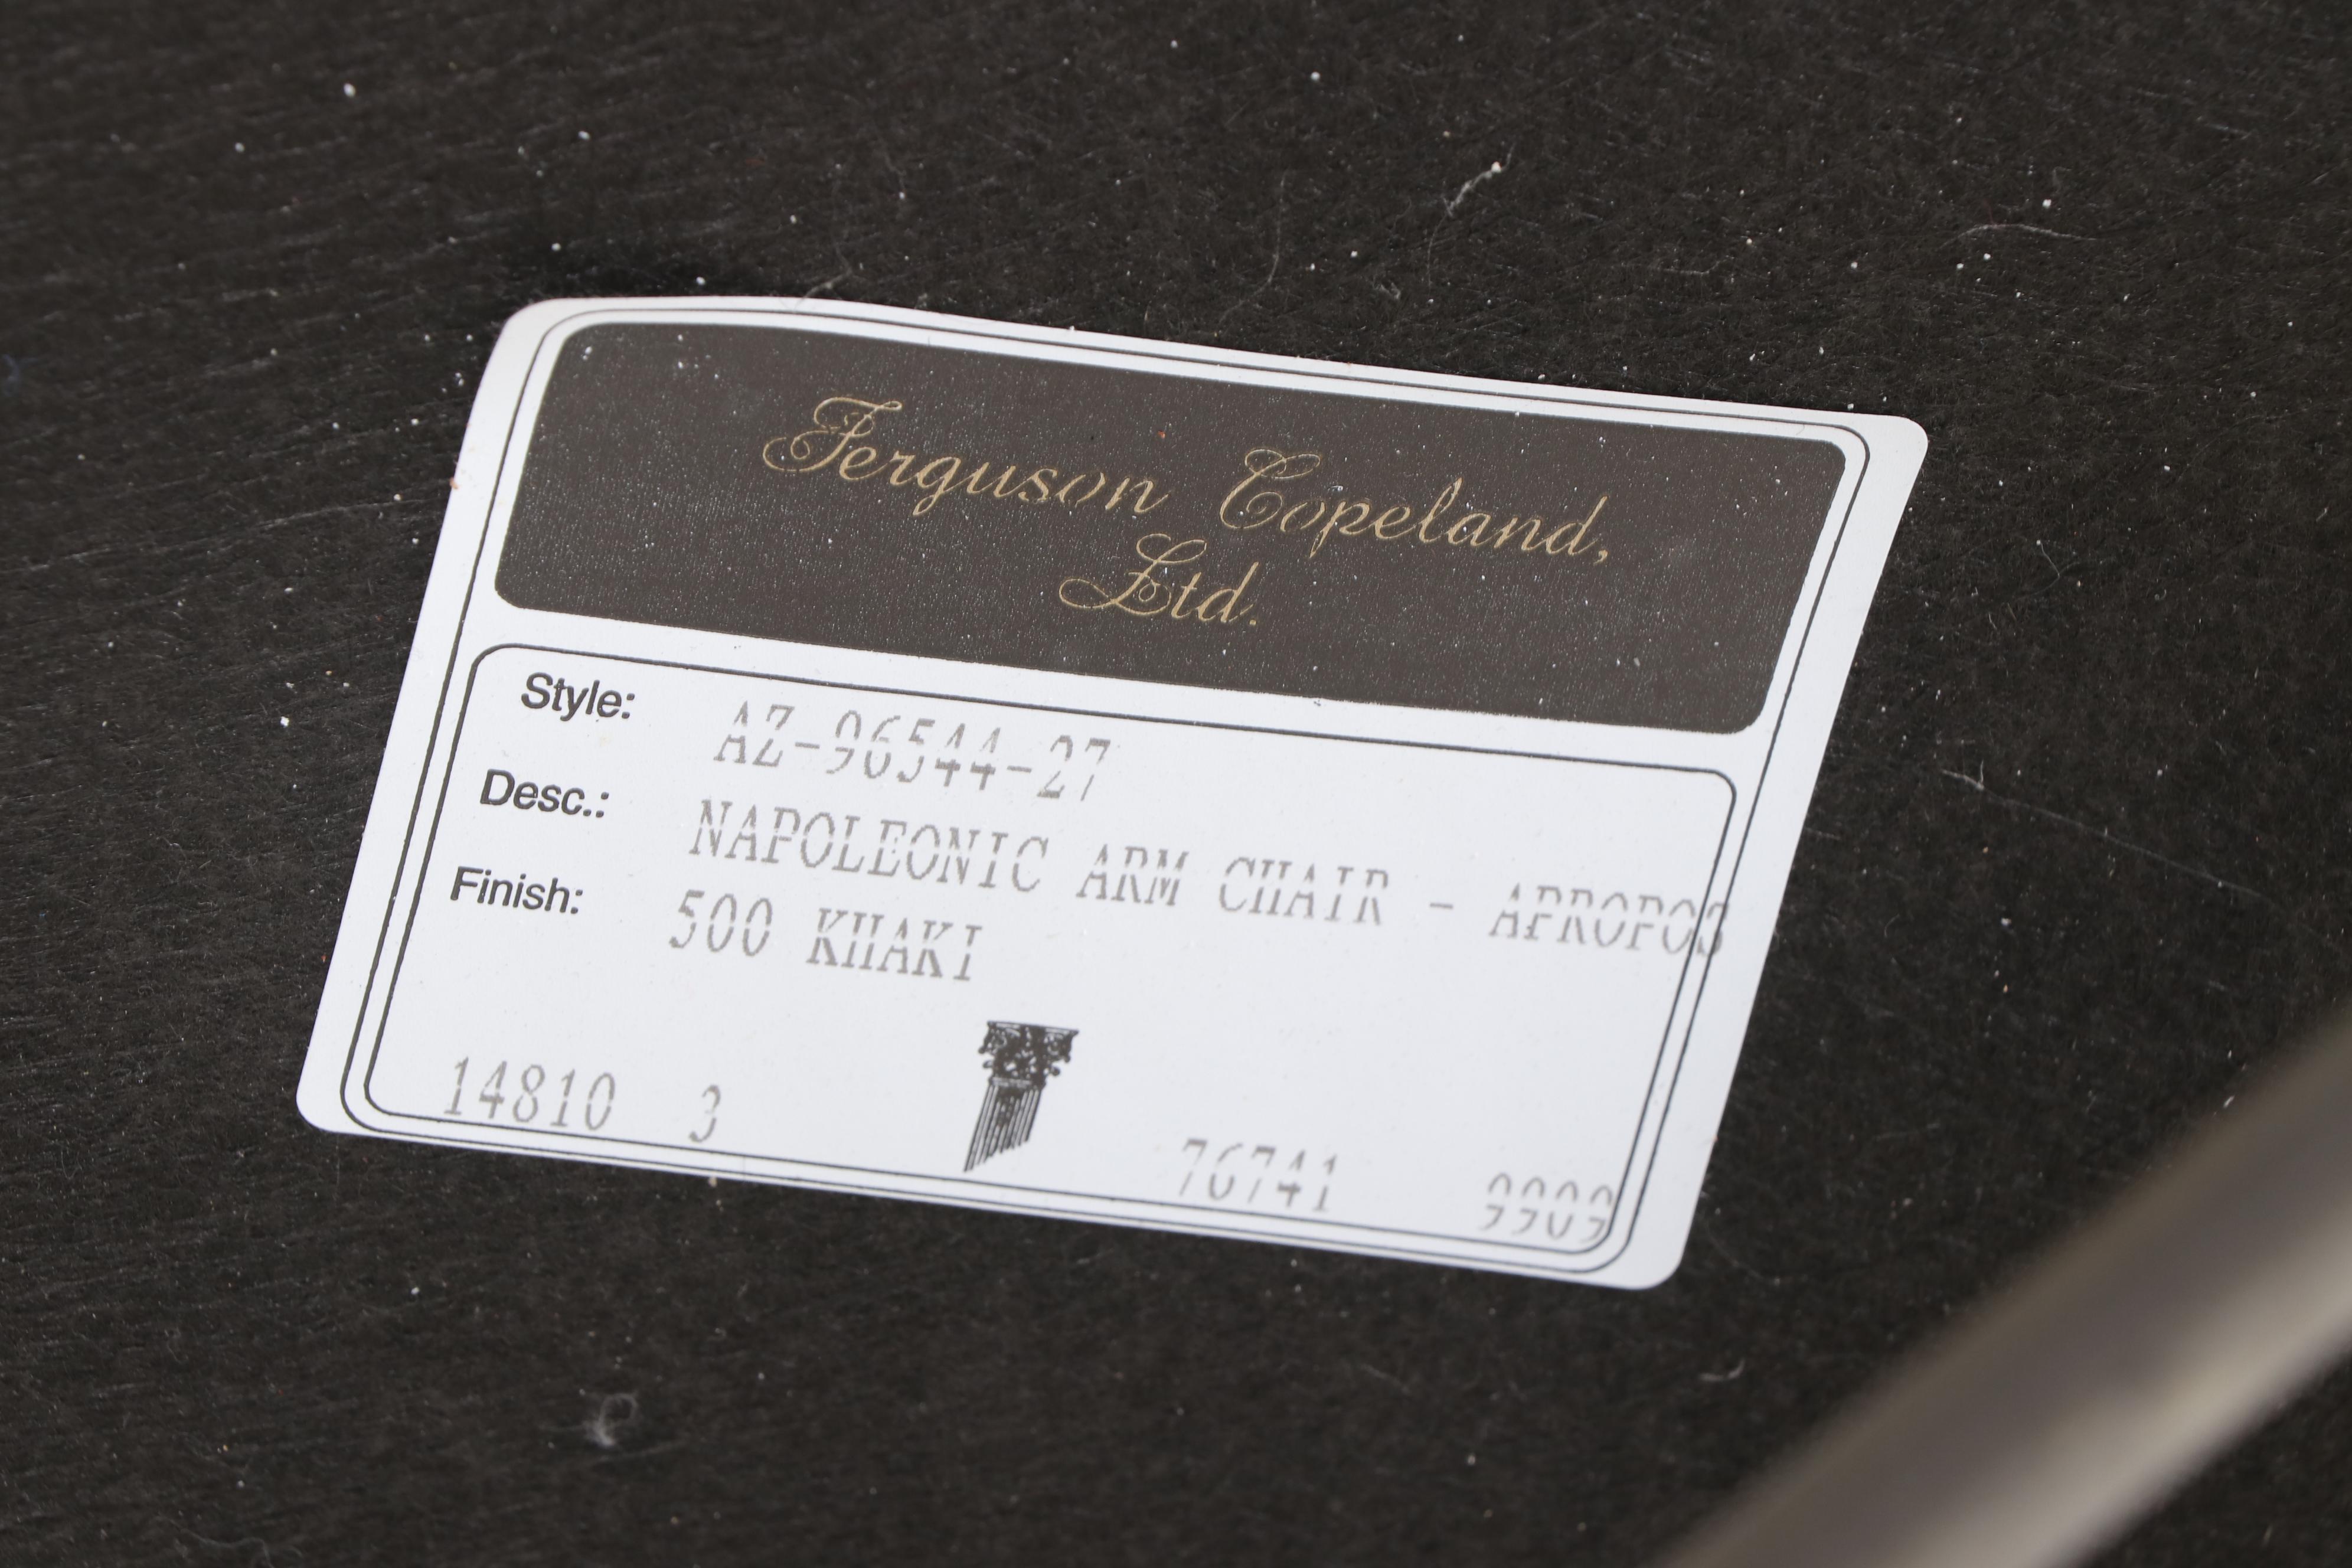 Ferguson Copeland,
Ltd.
Style: AZ-96544-27
Desc.: NAPOLEONIC ARM CHAIR - APROPOS
Finish: 500 KHAKI
14810 3 76741 9909